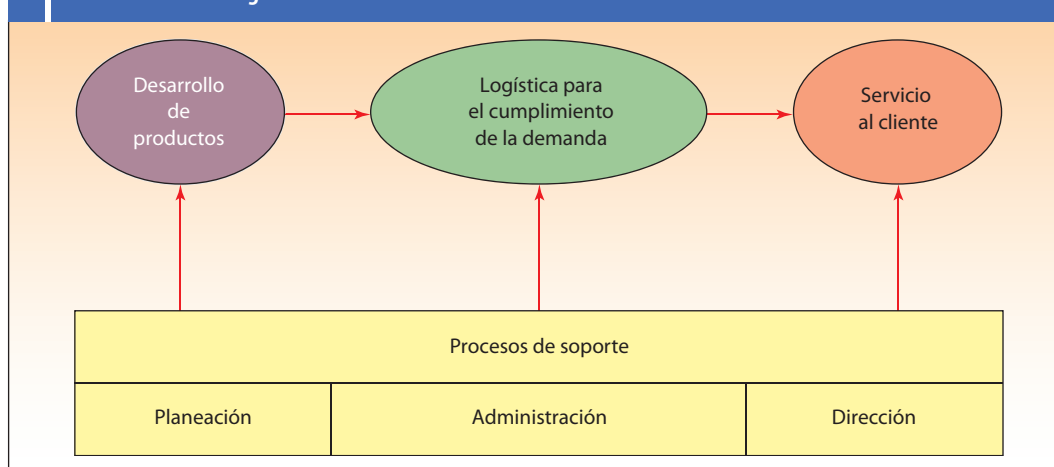 Desarrollo
de
productos
Logística para
el cumplimiento
de la demanda
Servicio
al cliente
Procesos de soporte
Planeación
Administración
Dirección